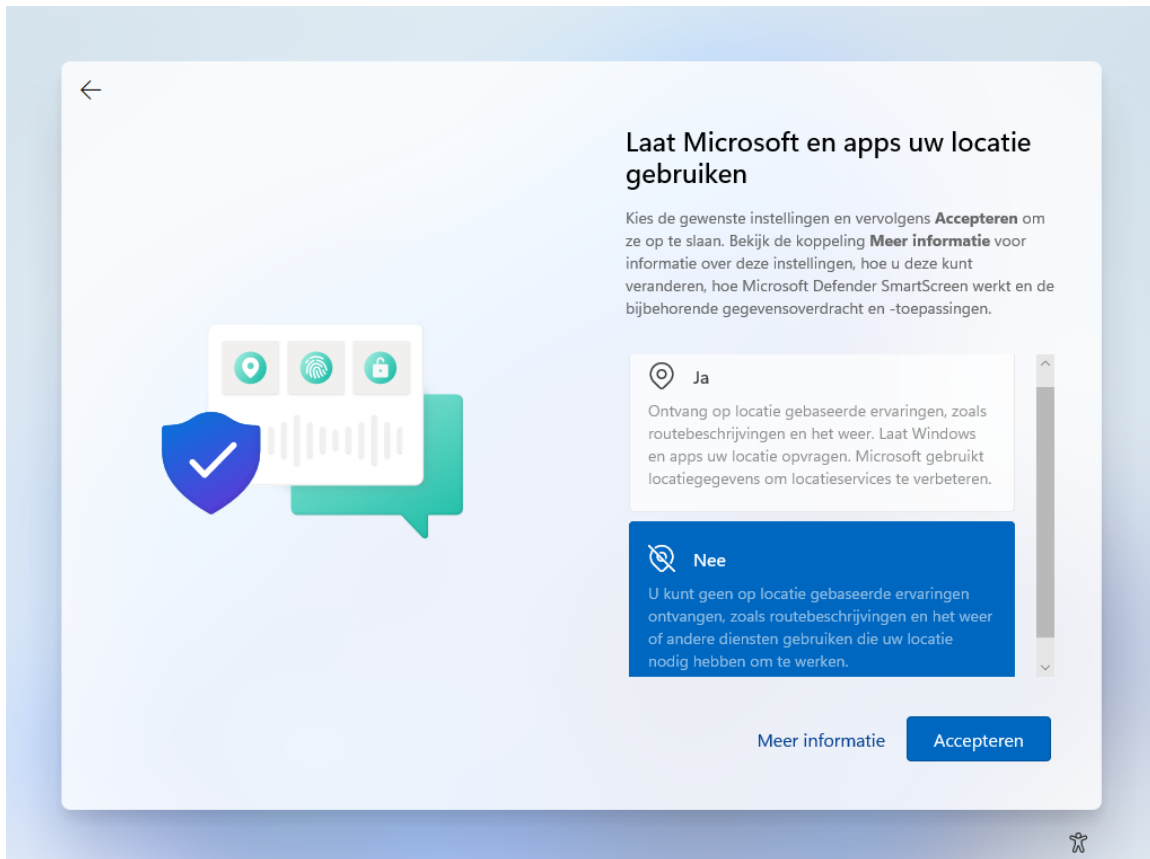 Laat Microsoft en apps uw locatie
gebruiken
Kies de gewenste instellingen en vervolgens Accepteren om
ze op te slaan. Bekijk de koppeling Meer informatie voor
informatie over deze instellingen, hoe u deze kunt
veranderen, hoe Microsoft Defender SmartScreen werkt en de
bijbehorende gegevensoverdracht en -toepassingen.
Ja
Ontvang op locatie gebaseerde ervaringen, zoals
routebeschrijvingen en het weer. Laat Windows
en apps uw locatie opvragen. Microsoft gebruikt
locatiegegevens om locatieservices te verbeteren.
Nee
U kunt geen op locatie gebaseerde ervaringen
ontvangen, zoals routebeschrijvingen en het weer
of andere diensten gebruiken die uw locatie
nodig hebben om te werken.
Meer informatie
Accepteren